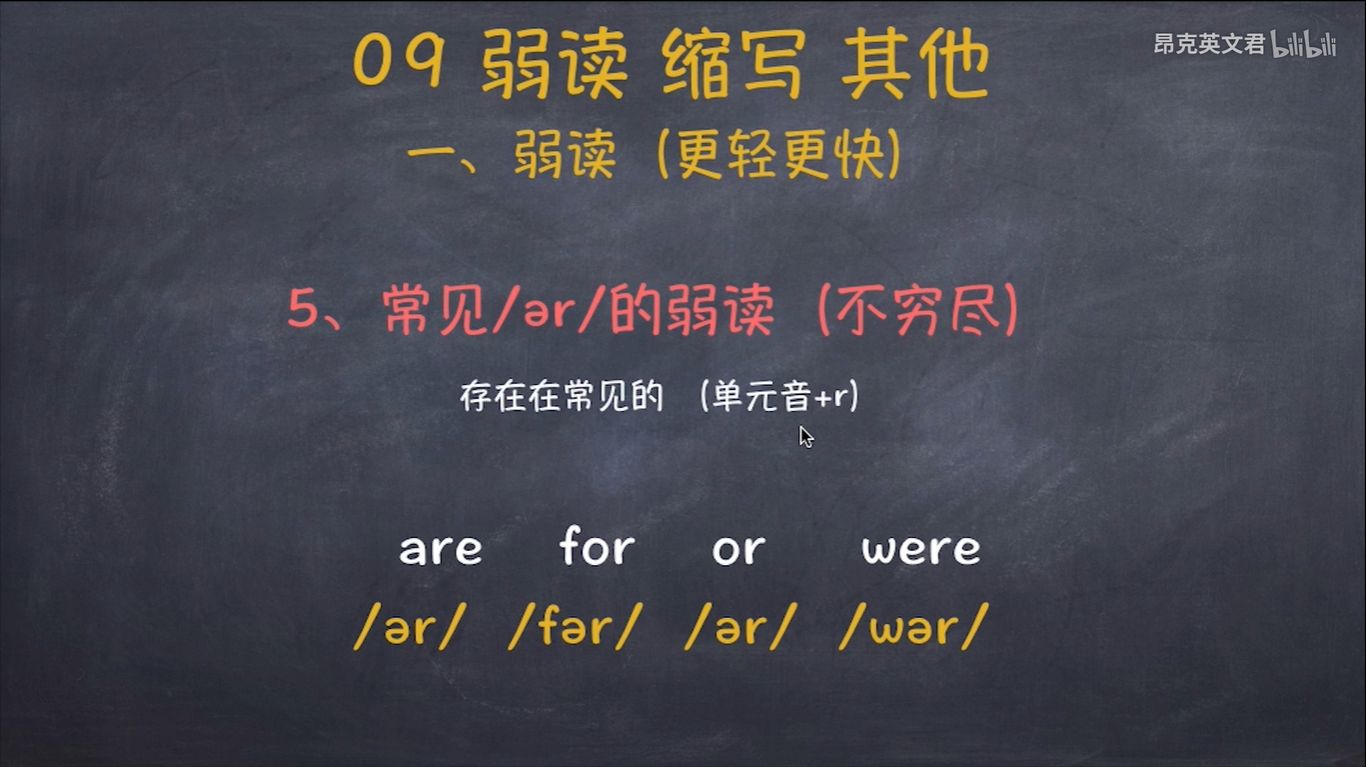 昂克英文君 bilibili
09 弱读 缩写 其他
一、弱读（更轻更快）
5、常见/ər/的弱读（不穷尽）
存在在常见的 （单元音+r）
are for or were
/ər/ /fər/ /ər/ /wər/